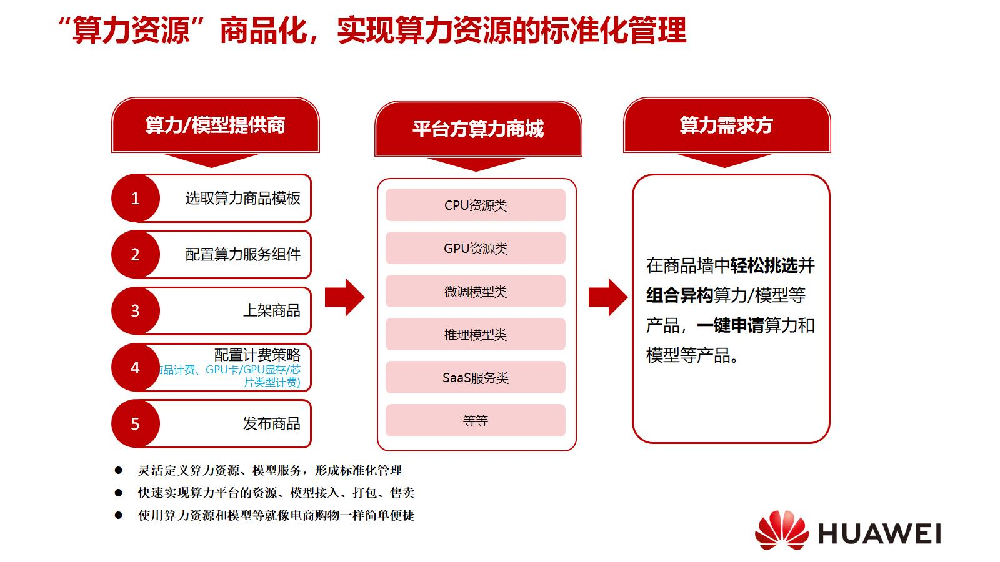 “算力资源”商品化，实现算力资源的标准化管理
算力/模型提供商
1
选取算力商品模板
2
配置算力服务组件
3
上架商品
4
配置计费策略
品计费、GPU卡/GPU显存/芯
片类型计费)
5
发布商品
平台方算力商城
CPU资源类
GPU资源类
微调模型类
推理模型类
SaaS服务类
等等
算力需求方
在商品墙中轻松挑选并
组合异构算力/模型等
产品，一键申请算力和
模型等产品。
● 灵活定义算力资源、模型服务，形成标准化管理
● 快速实现算力平台的资源、模型接入、打包、售卖
● 使用算力资源和模型等就像电商购物一样简单便捷
HUAWEI